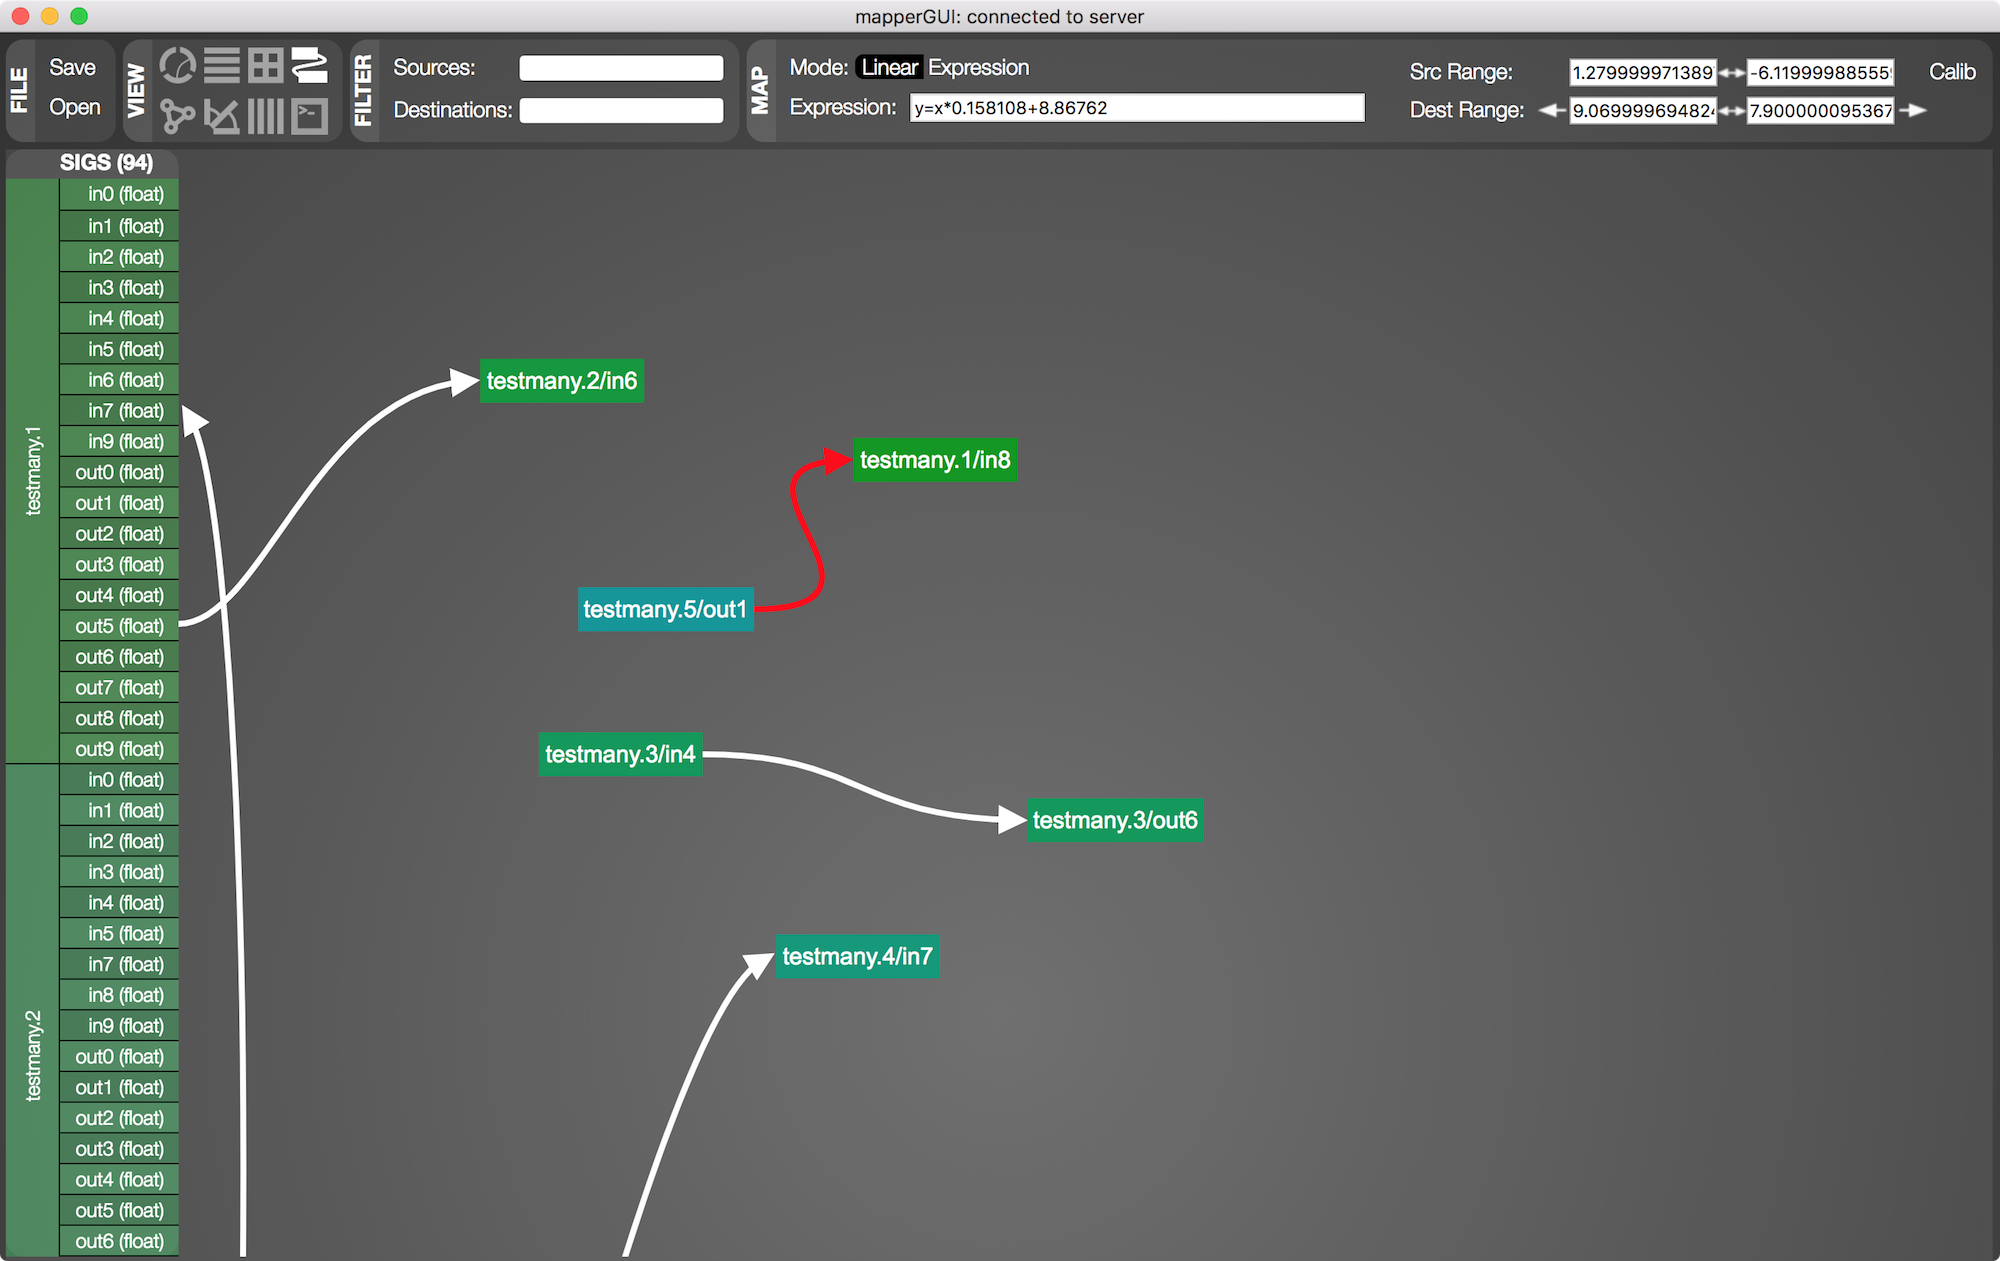 mapperGUI: connected to server
FILE
Save
Open
VIEW
FILTER
Sources:
Destinations:
MAP
Mode: Linear Expression
Expression: y=x*0.158108+8.86762
Src Range: 1.279999971389 -6.11999988555
Calib
Dest Range: 9.069999694824 7.900000095367
SIGS (94)
testmany.1
in0 (float)
in1 (float)
in2 (float)
in3 (float)
in4 (float)
in5 (float)
in6 (float)
in7 (float)
in9 (float)
out0 (float)
out1 (float)
out2 (float)
out3 (float)
out4 (float)
out5 (float)
out6 (float)
out7 (float)
out8 (float)
out9 (float)
testmany.2
in0 (float)
in1 (float)
in2 (float)
in3 (float)
in4 (float)
in5 (float)
in7 (float)
in8 (float)
in9 (float)
out0 (float)
out1 (float)
out2 (float)
out3 (float)
out4 (float)
out5 (float)
out6 (float)
testmany.2/in6
testmany.1/in8
testmany.5/out1
testmany.3/in4
testmany.3/out6
testmany.4/in7